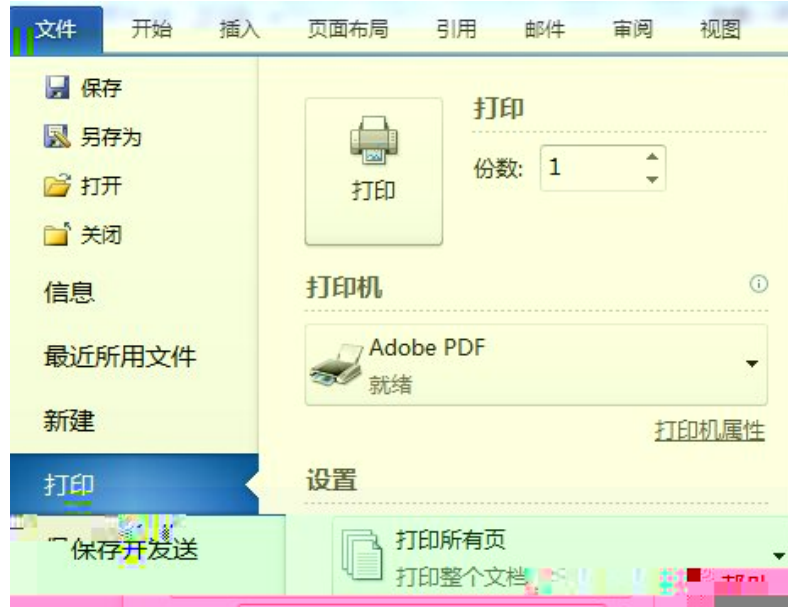 文件 开始 插入 页面布局 引用 邮件 审阅 视图
保存
另存为
打开
关闭
信息
最近所用文件
新建
打印
保存并发送
打印
打印
份数: 1
打印机
Adobe PDF
就绪
打印机属性
设置
打印所有页
打印整个文档